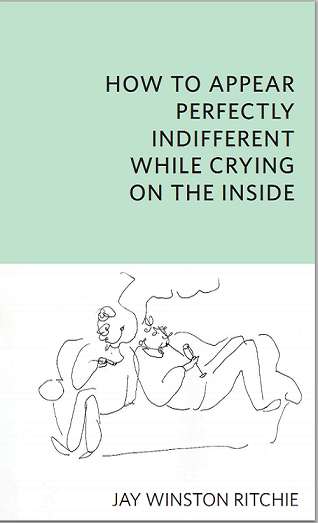 HOW TO APPEAR
PERFECTLY
INDIFFERENT
WHILE CRYING
ON THE INSIDE
JAY WINSTON RITCHIE